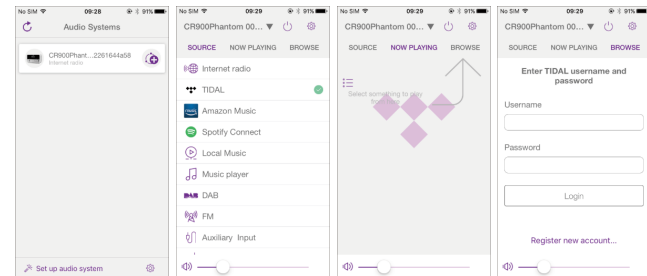 No SIM 09:28 91%
Audio Systems
CR900Phant...2261644a58
Internet radio
Set up audio system
No SIM 09:29 91%
CR900Phantom 00... ▼
SOURCE NOW PLAYING BROWSE
Internet radio
TIDAL
Amazon Music
Spotify Connect
Local Music
Music player
DAB
FM
Auxiliary Input
No SIM 09:29 91%
CR900Phantom 00... ▼
SOURCE NOW PLAYING BROWSE
Select something to play
No SIM 09:29 91%
CR900Phantom 00... ▼
SOURCE NOW PLAYING BROWSE
Enter TIDAL username and
password
Username
Password
Login
Register new account...